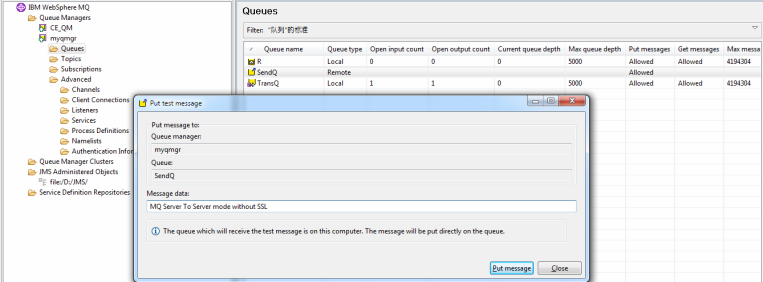 IBM WebSphere MQ
Queue Managers
CE_QM
myqmgr
Queues
Topics
Subscriptions
Advanced
Channels
Client Connections
Listeners
Services
Process Definitions
Namelists
Authentication Infor
Queue Manager Clusters
JMS Administered Objects
file:/D:/JMS/
Service Definition Repositories
Queues
Filter: "队列"的标准
Queue name Queue type Open input count Open output count Current queue depth Max queue depth Put messages Get messages Max messa
R Local 0 0 0 5000 Allowed Allowed 4194304
SendQ Remote Allowed
TransQ Local 1 1 0 5000 Allowed Allowed 4194304
Put test message
Put message to:
Queue manager:
myqmgr
Queue:
SendQ
Message data:
MQ Server To Server mode without SSL
The queue which will receive the test message is on this computer. The message will be put directly on the queue.
Put message Close